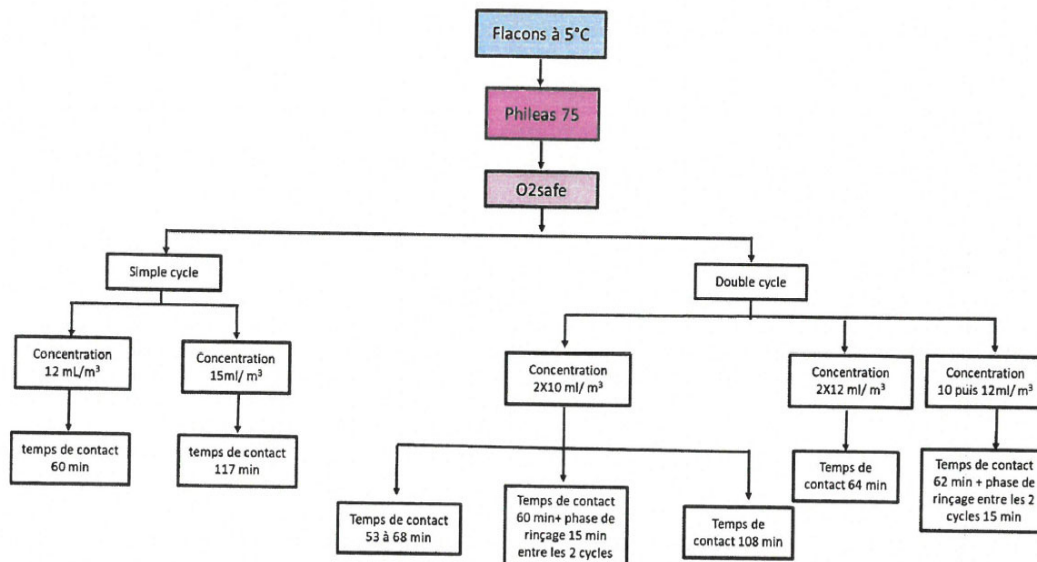 Flacons à 5°C
Phileas 75
O2safe
Simple cycle
Double cycle
Concentration
12 mL/m³
Concentration
15ml/ m³
Concentration
2X10 ml/ m³
Concentration
2X12 ml/ m³
Concentration
10 puis 12ml/ m³
temps de contact
60 min
temps de contact
117 min
Temps de contact
53 à 68 min
Temps de contact
60 min+ phase de
rinçage 15 min
entre les 2 cycles
Temps de
contact 108 min
Temps de
contact 64 min
Temps de contact
62 min + phase de
rinçage entre les 2
cycles 15 min